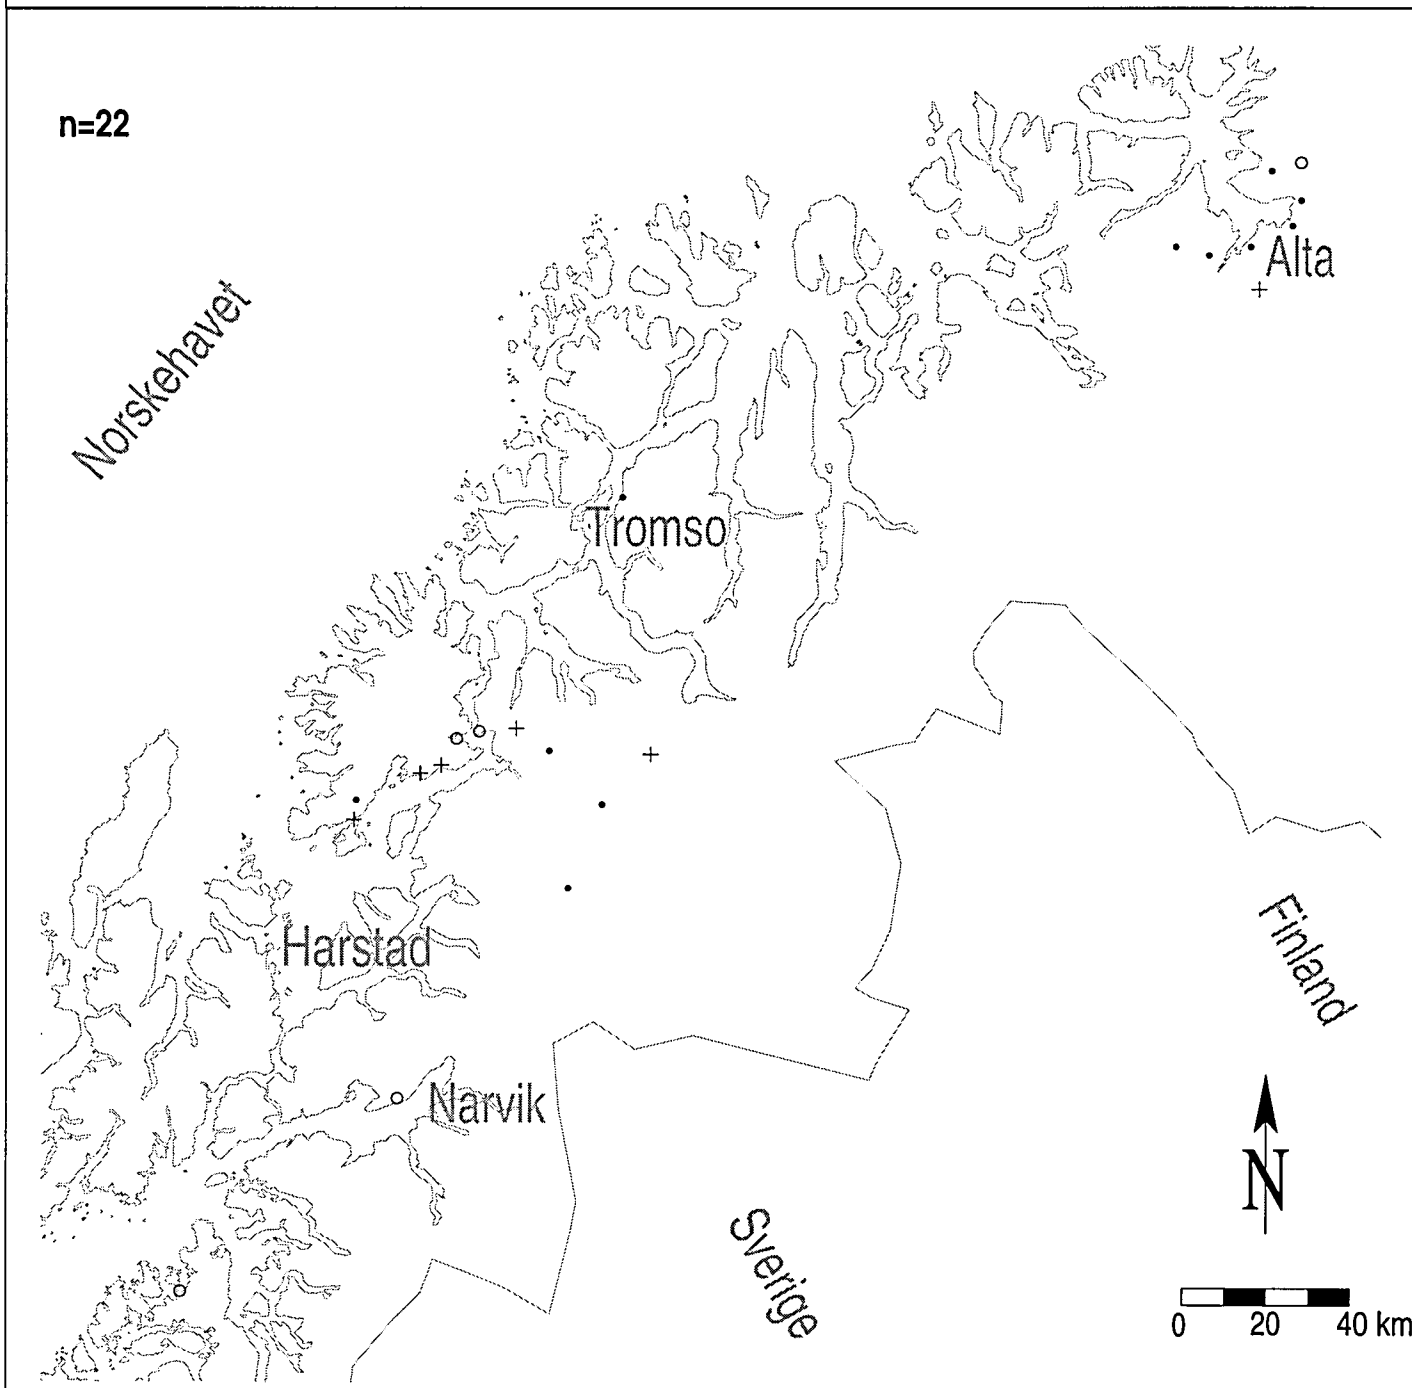 n=22
Norskehavet
Alta
Tromso
Harstad
Narvik
Finland
Sverige
N
0 20 40 km